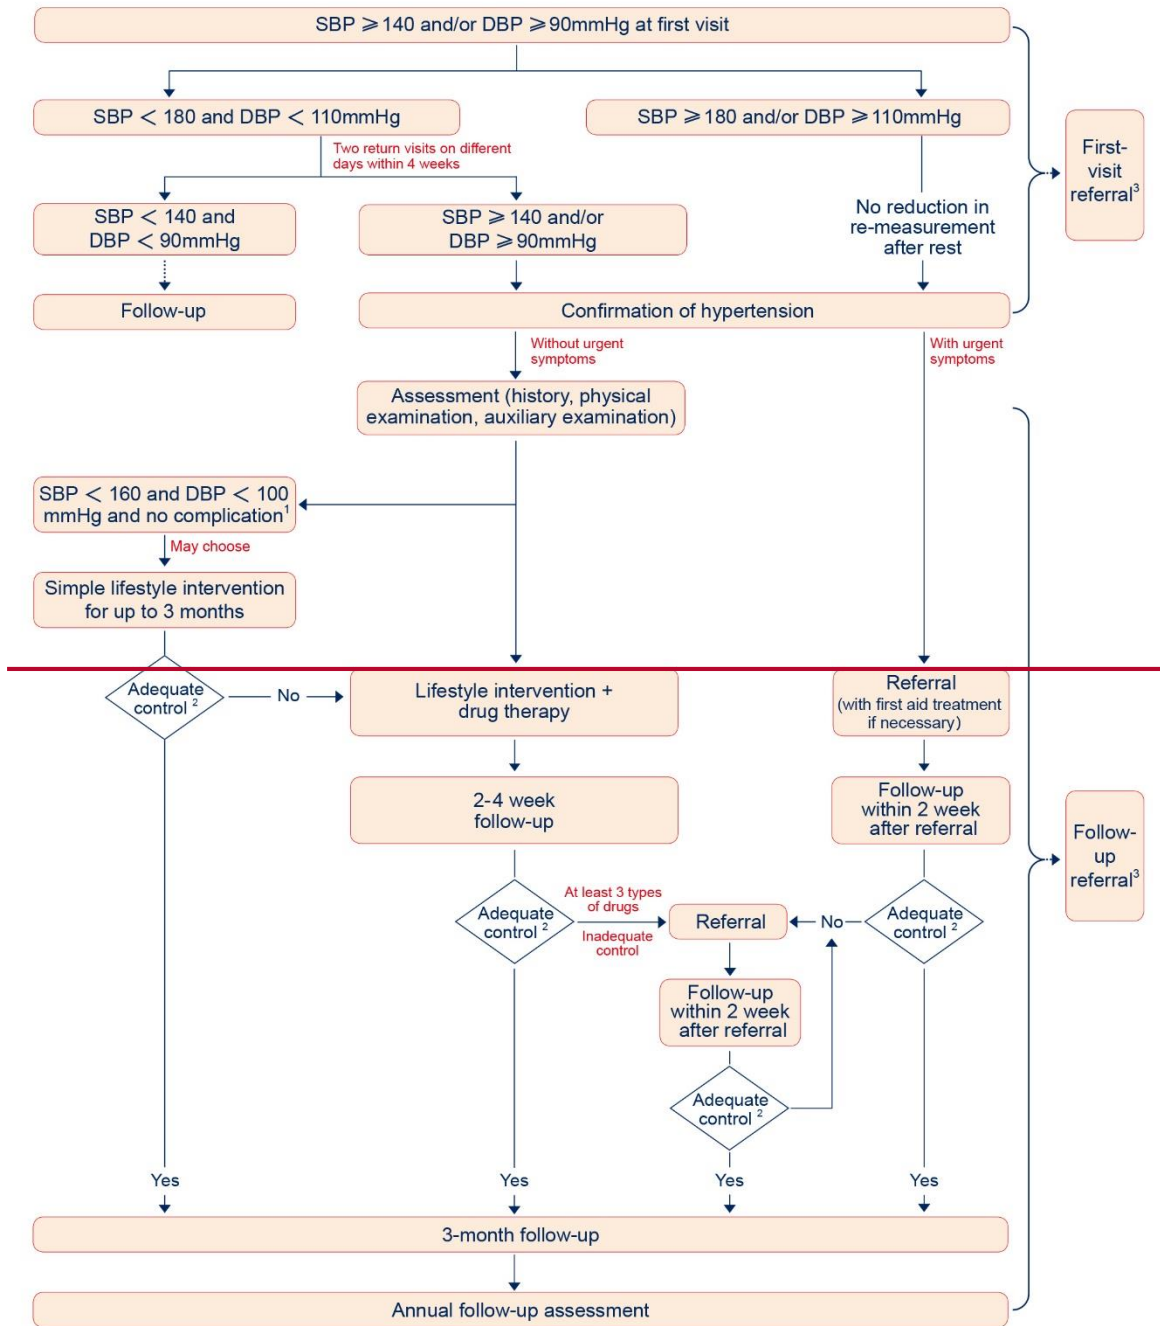 SBP ⩾ 140 and/or DBP ⩾ 90mmHg at first visit
SBP < 180 and DBP < 110mmHg
SBP ⩾ 180 and/or DBP ⩾ 110mmHg
First-
visit
referral³
Two return visits on different
days within 4 weeks
SBP < 140 and
DBP < 90mmHg
SBP ⩾ 140 and/or
DBP ⩾ 90mmHg
No reduction in
re-measurement
after rest
Follow-up
Confirmation of hypertension
Without urgent
symptoms
With urgent
symptoms
Assessment (history, physical
examination, auxiliary examination)
SBP < 160 and DBP < 100
mmHg and no complication¹
May choose
Simple lifestyle intervention
for up to 3 months
Adequate
control ²
No
Lifestyle intervention +
drug therapy
Referral
(with first aid treatment
if necessary)
2-4 week
follow-up
Follow-up
within 2 week
after referral
Follow-
up
referral³
Adequate
control ²
At least 3 types
of drugs
Inadequate
control
Referral
No
Adequate
control ²
Follow-up
within 2 week
after referral
Adequate
control ²
Yes
Yes
Yes
Yes
3-month follow-up
Annual follow-up assessment